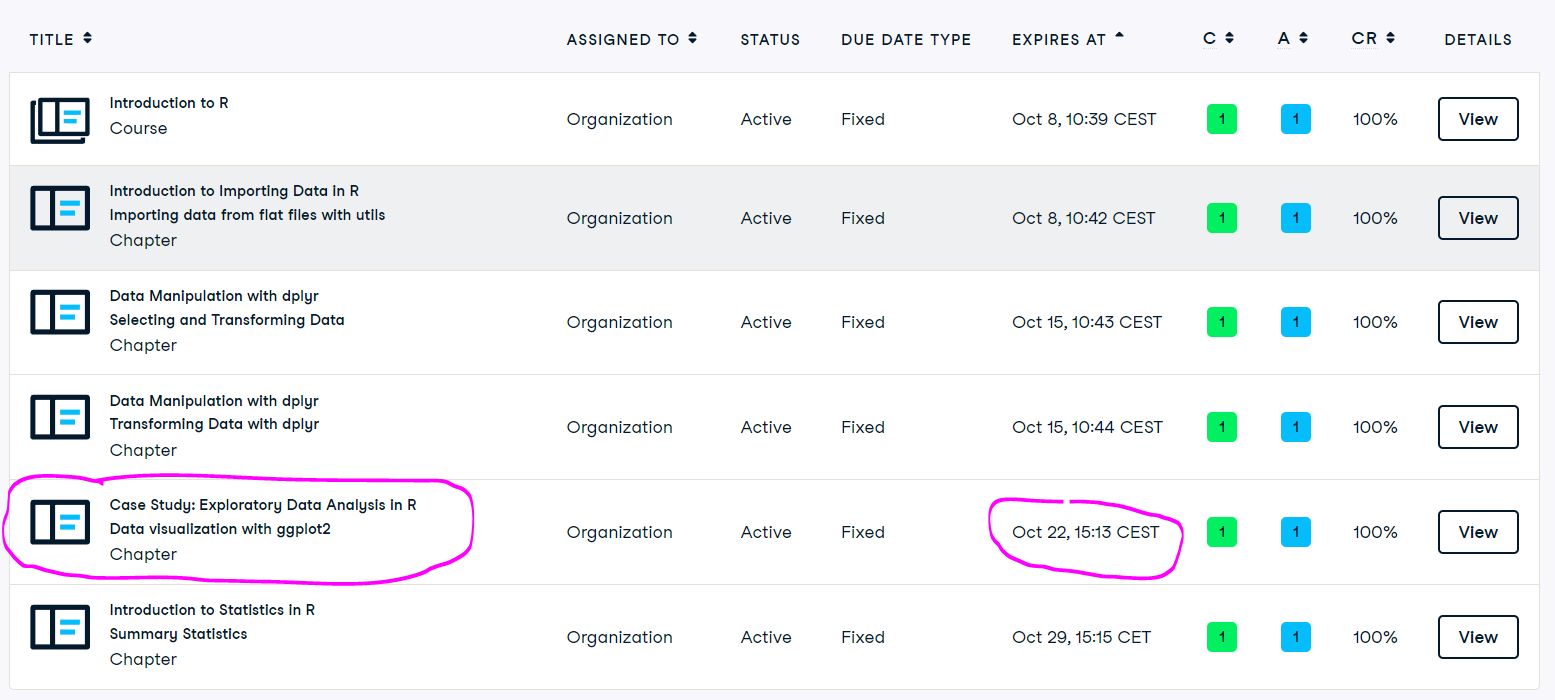 TITLE ASSIGNED TO STATUS DUE DATE TYPE EXPIRES AT C A CR DETAILS
Introduction to R
Course
Organization Active Fixed Oct 8, 10:39 CEST 1 1 100% View
Introduction to Importing Data in R
Importing data from flat files with utils
Chapter
Organization Active Fixed Oct 8, 10:42 CEST 1 1 100% View
Data Manipulation with dplyr
Selecting and Transforming Data
Chapter
Organization Active Fixed Oct 15, 10:43 CEST 1 1 100% View
Data Manipulation with dplyr
Transforming Data with dplyr
Chapter
Organization Active Fixed Oct 15, 10:44 CEST 1 1 100% View
Case Study: Exploratory Data Analysis in R
Data visualization with ggplot2
Chapter
Organization Active Fixed Oct 22, 15:13 CEST 1 1 100% View
Introduction to Statistics in R
Summary Statistics
Chapter
Organization Active Fixed Oct 29, 15:15 CET 1 1 100% View